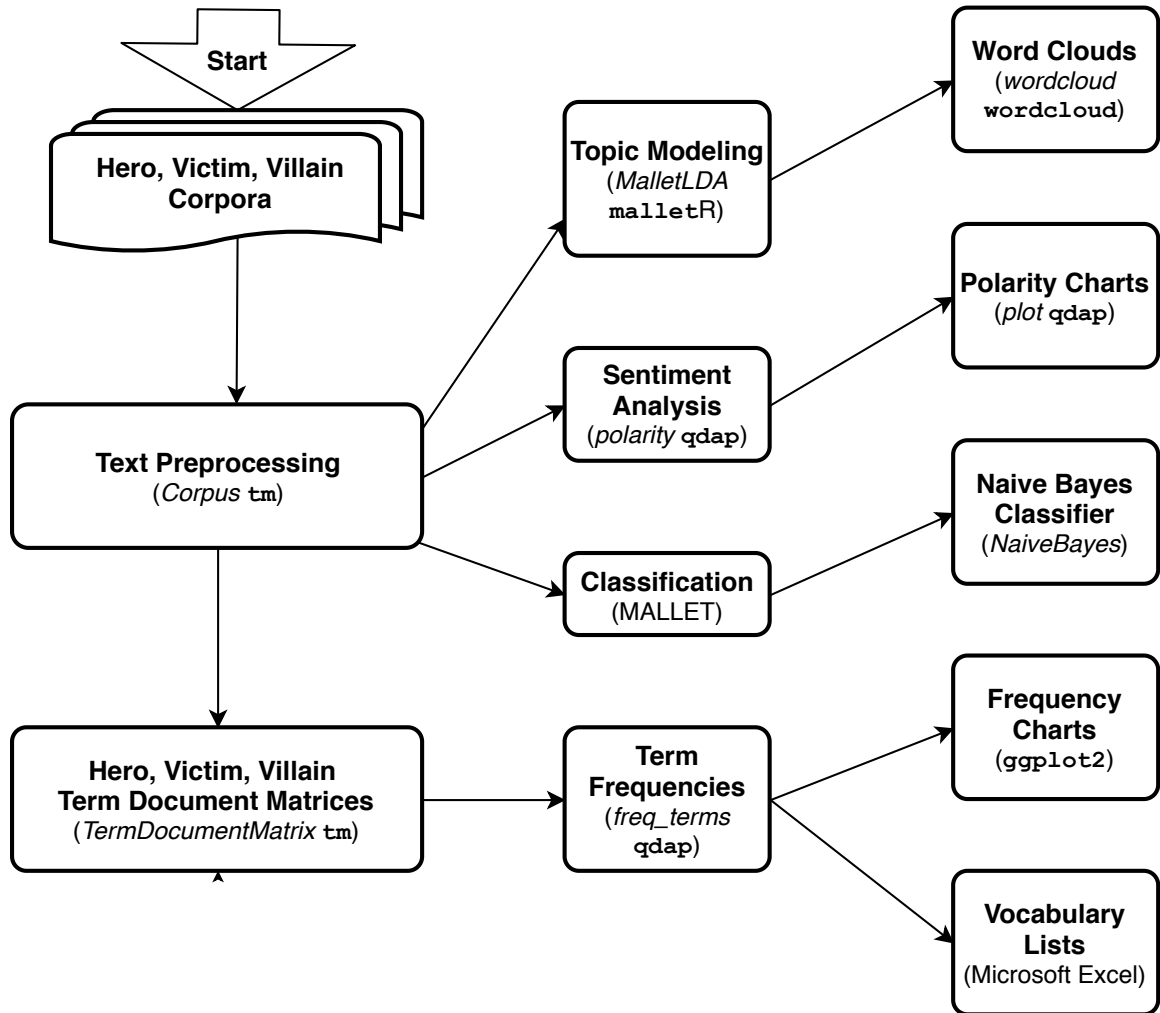 Start
Hero, Victim, Villain
Corpora
Text Preprocessing
(Corpus tm)
Hero, Victim, Villain
Term Document Matrices
(TermDocumentMatrix tm)
Topic Modeling
(MalletLDA
malletR)
Sentiment
Analysis
(polarity qdap)
Classification
(MALLET)
Term
Frequencies
(freq_terms
qdap)
Word Clouds
(wordcloud
wordcloud)
Polarity Charts
(plot qdap)
Naive Bayes
Classifier
(NaiveBayes)
Frequency
Charts
(ggplot2)
Vocabulary
Lists
(Microsoft Excel)